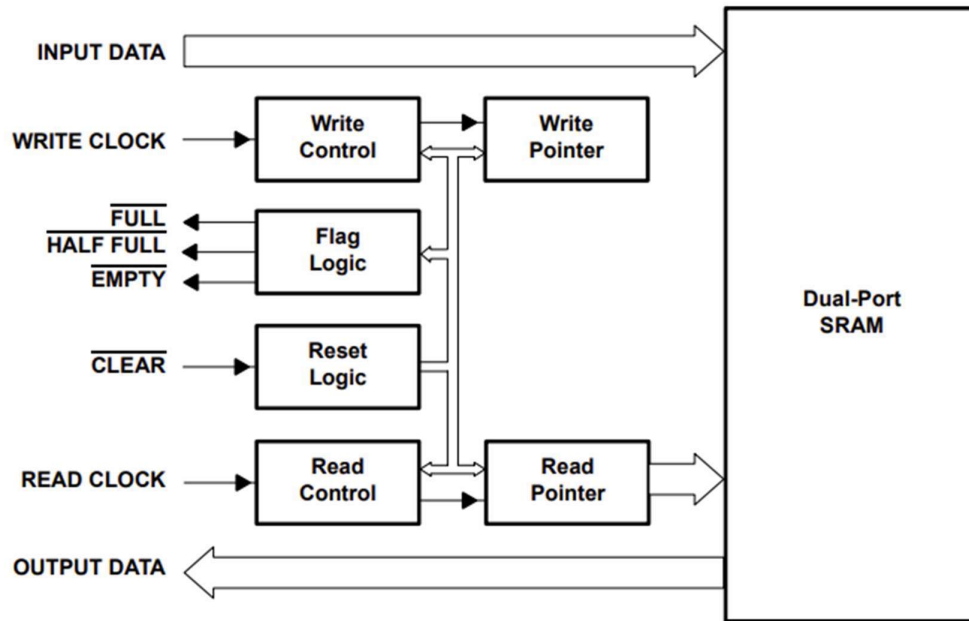 INPUT DATA
WRITE CLOCK
Write
Control
Write
Pointer
FULL
HALF FULL
EMPTY
Flag
Logic
Dual-Port
SRAM
CLEAR
Reset
Logic
READ CLOCK
Read
Control
Read
Pointer
OUTPUT DATA